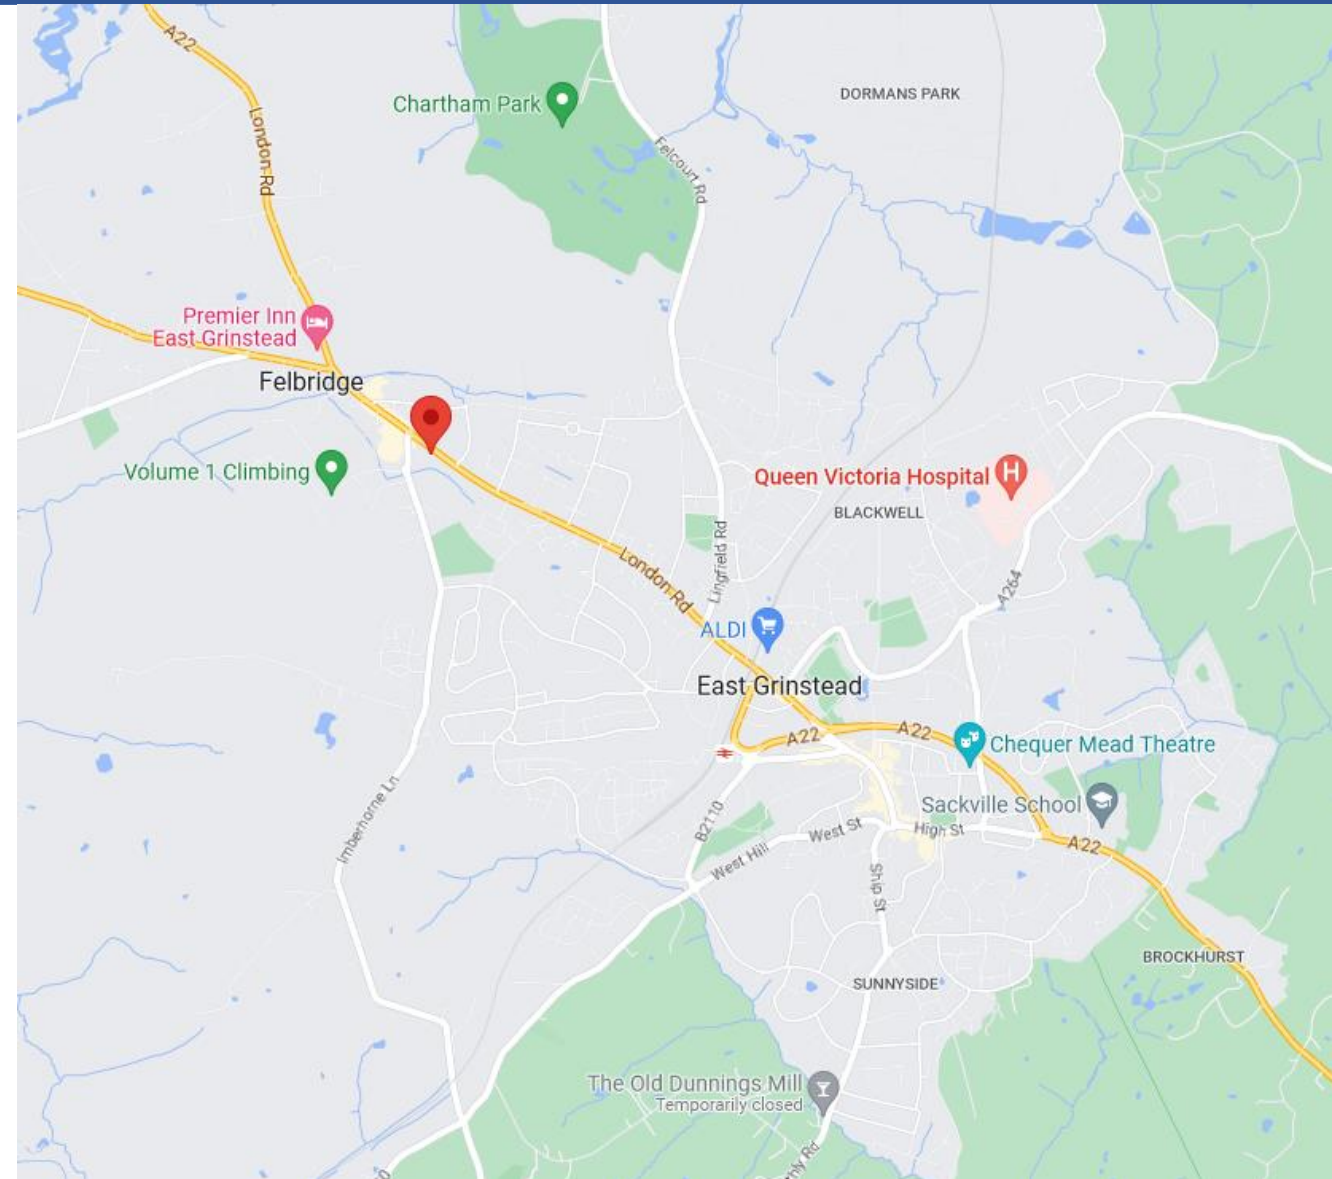 A22
Chartham Park
DORMANS PARK
London Rd
Felcourt Rd
Premier Inn
East Grinstead
Felbridge
Volume 1 Climbing
Queen Victoria Hospital
H
BLACKWELL
Lingfield Rd
London Rd
A264
ALDI
East Grinstead
A22
A22
Chequer Mead Theatre
Imberhorne Ln
Sackville School
B2110
West St
High St
A22
West Hill
Ship St
BROCKHURST
SUNNYSIDE
The Old Dunnings Mill
Temporarily closed